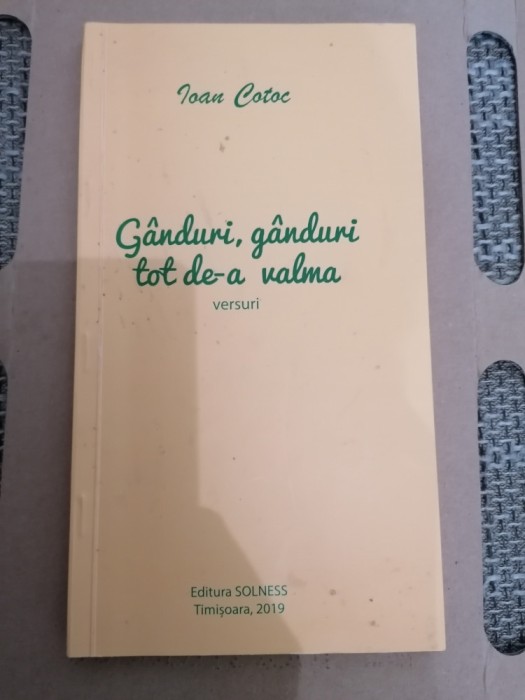 Ioan Cotoc
Gânduri, gânduri
tot de-a valma
versuri
Editura SOLNESS
Timișoara, 2019